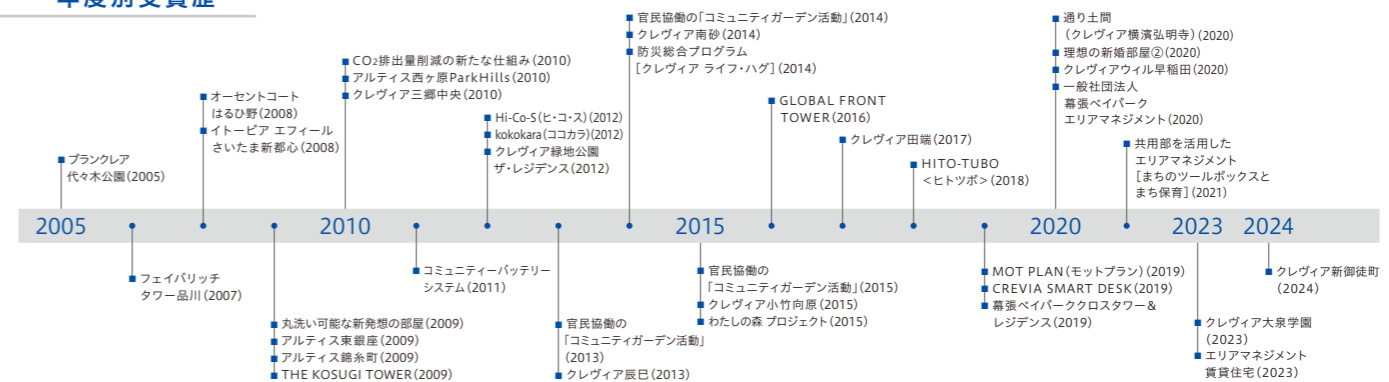 年度別受賞歴
ブランクレア
代々木公園(2005)
オーセントコート
はるひ野(2008)
イトーピア エフィール
さいたま新都心(2008)
CO2排出量削減の新たな仕組み(2010)
アルティス西ヶ原ParkHills(2010)
クレヴィア三郷中央(2010)
Hi-Co-S(ヒ・コ・ス)(2012)
kokokara(ココカラ)(2012)
クレヴィア緑地公園
ザ・レジデンス(2012)
官民協働の「コミュニティガーデン活動」(2014)
クレヴィア南砂(2014)
防災総合プログラム
[クレヴィア ライフ・ハグ](2014)
GLOBAL FRONT
TOWER(2016)
クレヴィア田端(2017)
HITO-TUBO
<ヒトツボ>(2018)
通り土間
(クレヴィア横濱弘明寺)(2020)
理想の新婚部屋②(2020)
クレヴィアウィル早稲田(2020)
一般社団法人
幕張ベイパーク
エリアマネジメント(2020)
共用部を活用した
エリアマネジメント
[まちのツールボックスと
まち保育](2021)
2005 2010 2015 2020 2023 2024
フェイバリッチ
タワー品川(2007)
丸洗い可能な新発想の部屋(2009)
アルティス東銀座(2009)
アルティス錦糸町(2009)
THE KOSUGI TOWER(2009)
コミュニティーバッテリー
システム(2011)
官民協働の
「コミュニティガーデン活動」
(2013)
クレヴィア辰巳(2013)
官民協働の
「コミュニティガーデン活動」(2015)
クレヴィア小竹向原(2015)
わたしの森 プロジェクト(2015)
MOT PLAN(モットプラン)(2019)
CREVIA SMART DESK(2019)
幕張ベイパーククロスタワー&
レジデンス(2019)
クレヴィア大泉学園
(2023)
エリアマネジメント
賃貸住宅(2023)
クレヴィア新御徒町
(2024)